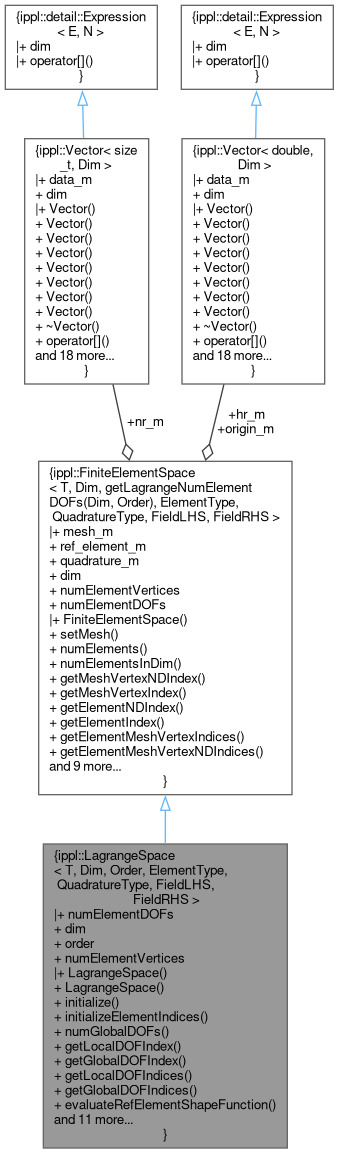 {ippl::detail::Expression
< E, N >
|+ dim
|+ operator[]()
}
{ippl::detail::Expression
< E, N >
|+ dim
|+ operator[]()
}
{ippl::Vector< size
_t, Dim >
|+ data_m
+ dim
|+ Vector()
+ Vector()
+ Vector()
+ Vector()
+ Vector()
+ Vector()
+ Vector()
+ Vector()
+ ~Vector()
+ operator[]()
and 18 more...
}
{ippl::Vector< double,
Dim >
|+ data_m
+ dim
|+ Vector()
+ Vector()
+ Vector()
+ Vector()
+ Vector()
+ Vector()
+ Vector()
+ Vector()
+ ~Vector()
+ operator[]()
and 18 more...
}
+nr_m
+hr_m
+origin_m
{ippl::FiniteElementSpace
< T, Dim, getLagrangeNumElement
DOFs(Dim, Order), ElementType,
QuadratureType, FieldLHS, FieldRHS >
|+ mesh_m
+ ref_element_m
+ quadrature_m
+ dim
+ numElementVertices
+ numElementDOFs
|+ FiniteElementSpace()
+ setMesh()
+ numElements()
+ numElementsInDim()
+ getMeshVertexNDIndex()
+ getMeshVertexIndex()
+ getElementNDIndex()
+ getElementIndex()
+ getElementMeshVertexIndices()
+ getElementMeshVertexNDIndices()
and 9 more...
}
{ippl::LagrangeSpace
< T, Dim, Order, ElementType,
QuadratureType, FieldLHS,
FieldRHS >
|+ numElementDOFs
+ dim
+ order
+ numElementVertices
|+ LagrangeSpace()
+ LagrangeSpace()
+ initialize()
+ initializeElementIndices()
+ numGlobalDOFs()
+ getLocalDOFIndex()
+ getGlobalDOFIndex()
+ getLocalDOFIndices()
+ getGlobalDOFIndices()
+ evaluateRefElementShapeFunction()
and 11 more...
}